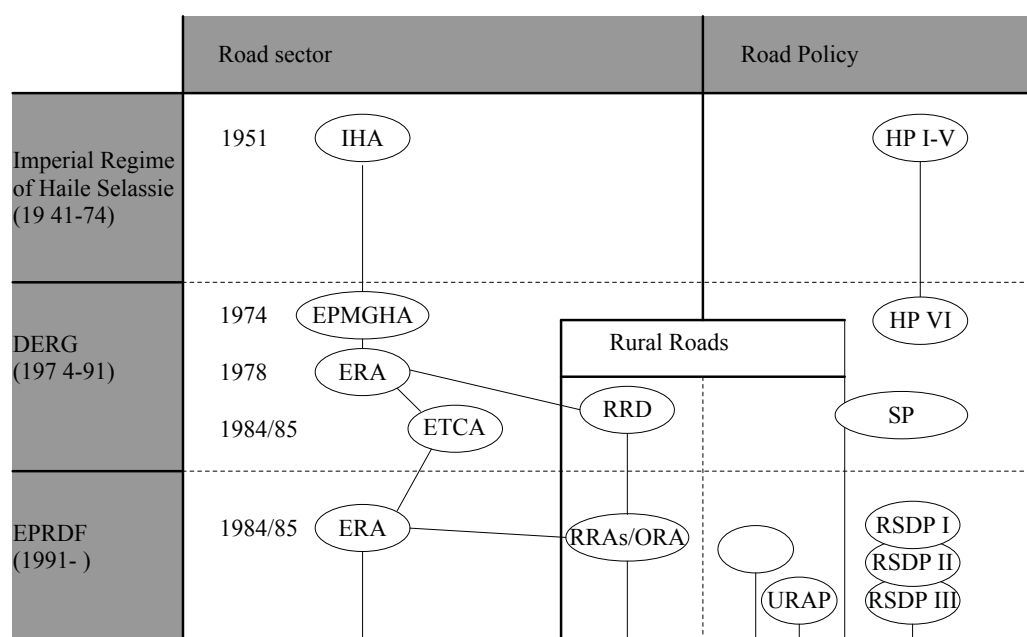 Road sector
Road Policy
Imperial Regime
of Haile Selassie
(19 41-74)
1951
IHA
HP I-V
DERG
(197 4-91)
1974
EPMGHA
HP VI
Rural Roads
1978
ERA
RRD
SP
1984/85
ETCA
EPRDF
(1991- )
1984/85
ERA
RRAs/ORA
RSDP I
RSDP II
URAP
RSDP III